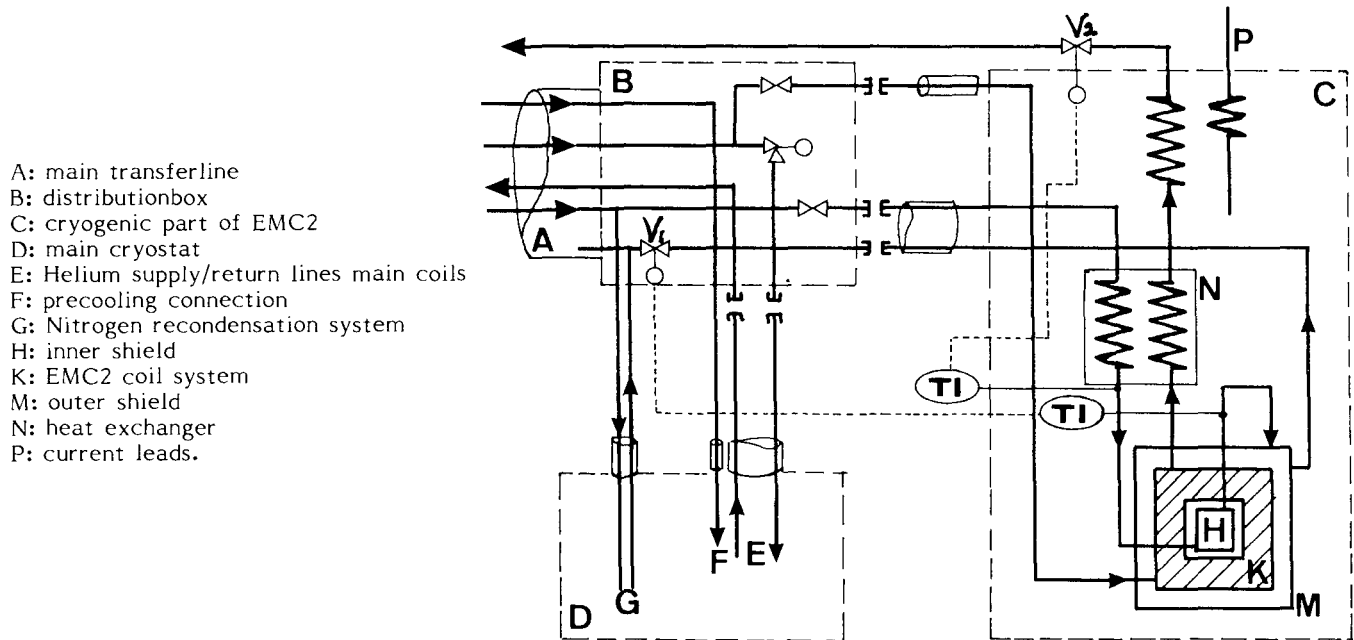 A: main transferline
B: distributionbox
C: cryogenic part of EMC2
D: main cryostat
E: Helium supply/return lines main coils
F: precooling connection
G: Nitrogen recondensation system
H: inner shield
K: EMC2 coil system
M: outer shield
N: heat exchanger
P: current leads.
V2
P
B
C
A
V1
N
TI
TI
H
K
F
E
G
D
M